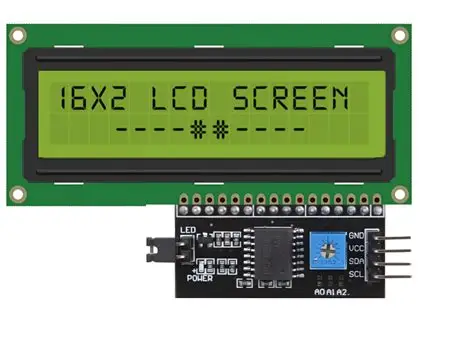 16X2 LCD SCREEN
----⌗⌗----
LED
POWER
GND
VCC
SDA
SCL
A0 A1 A2.